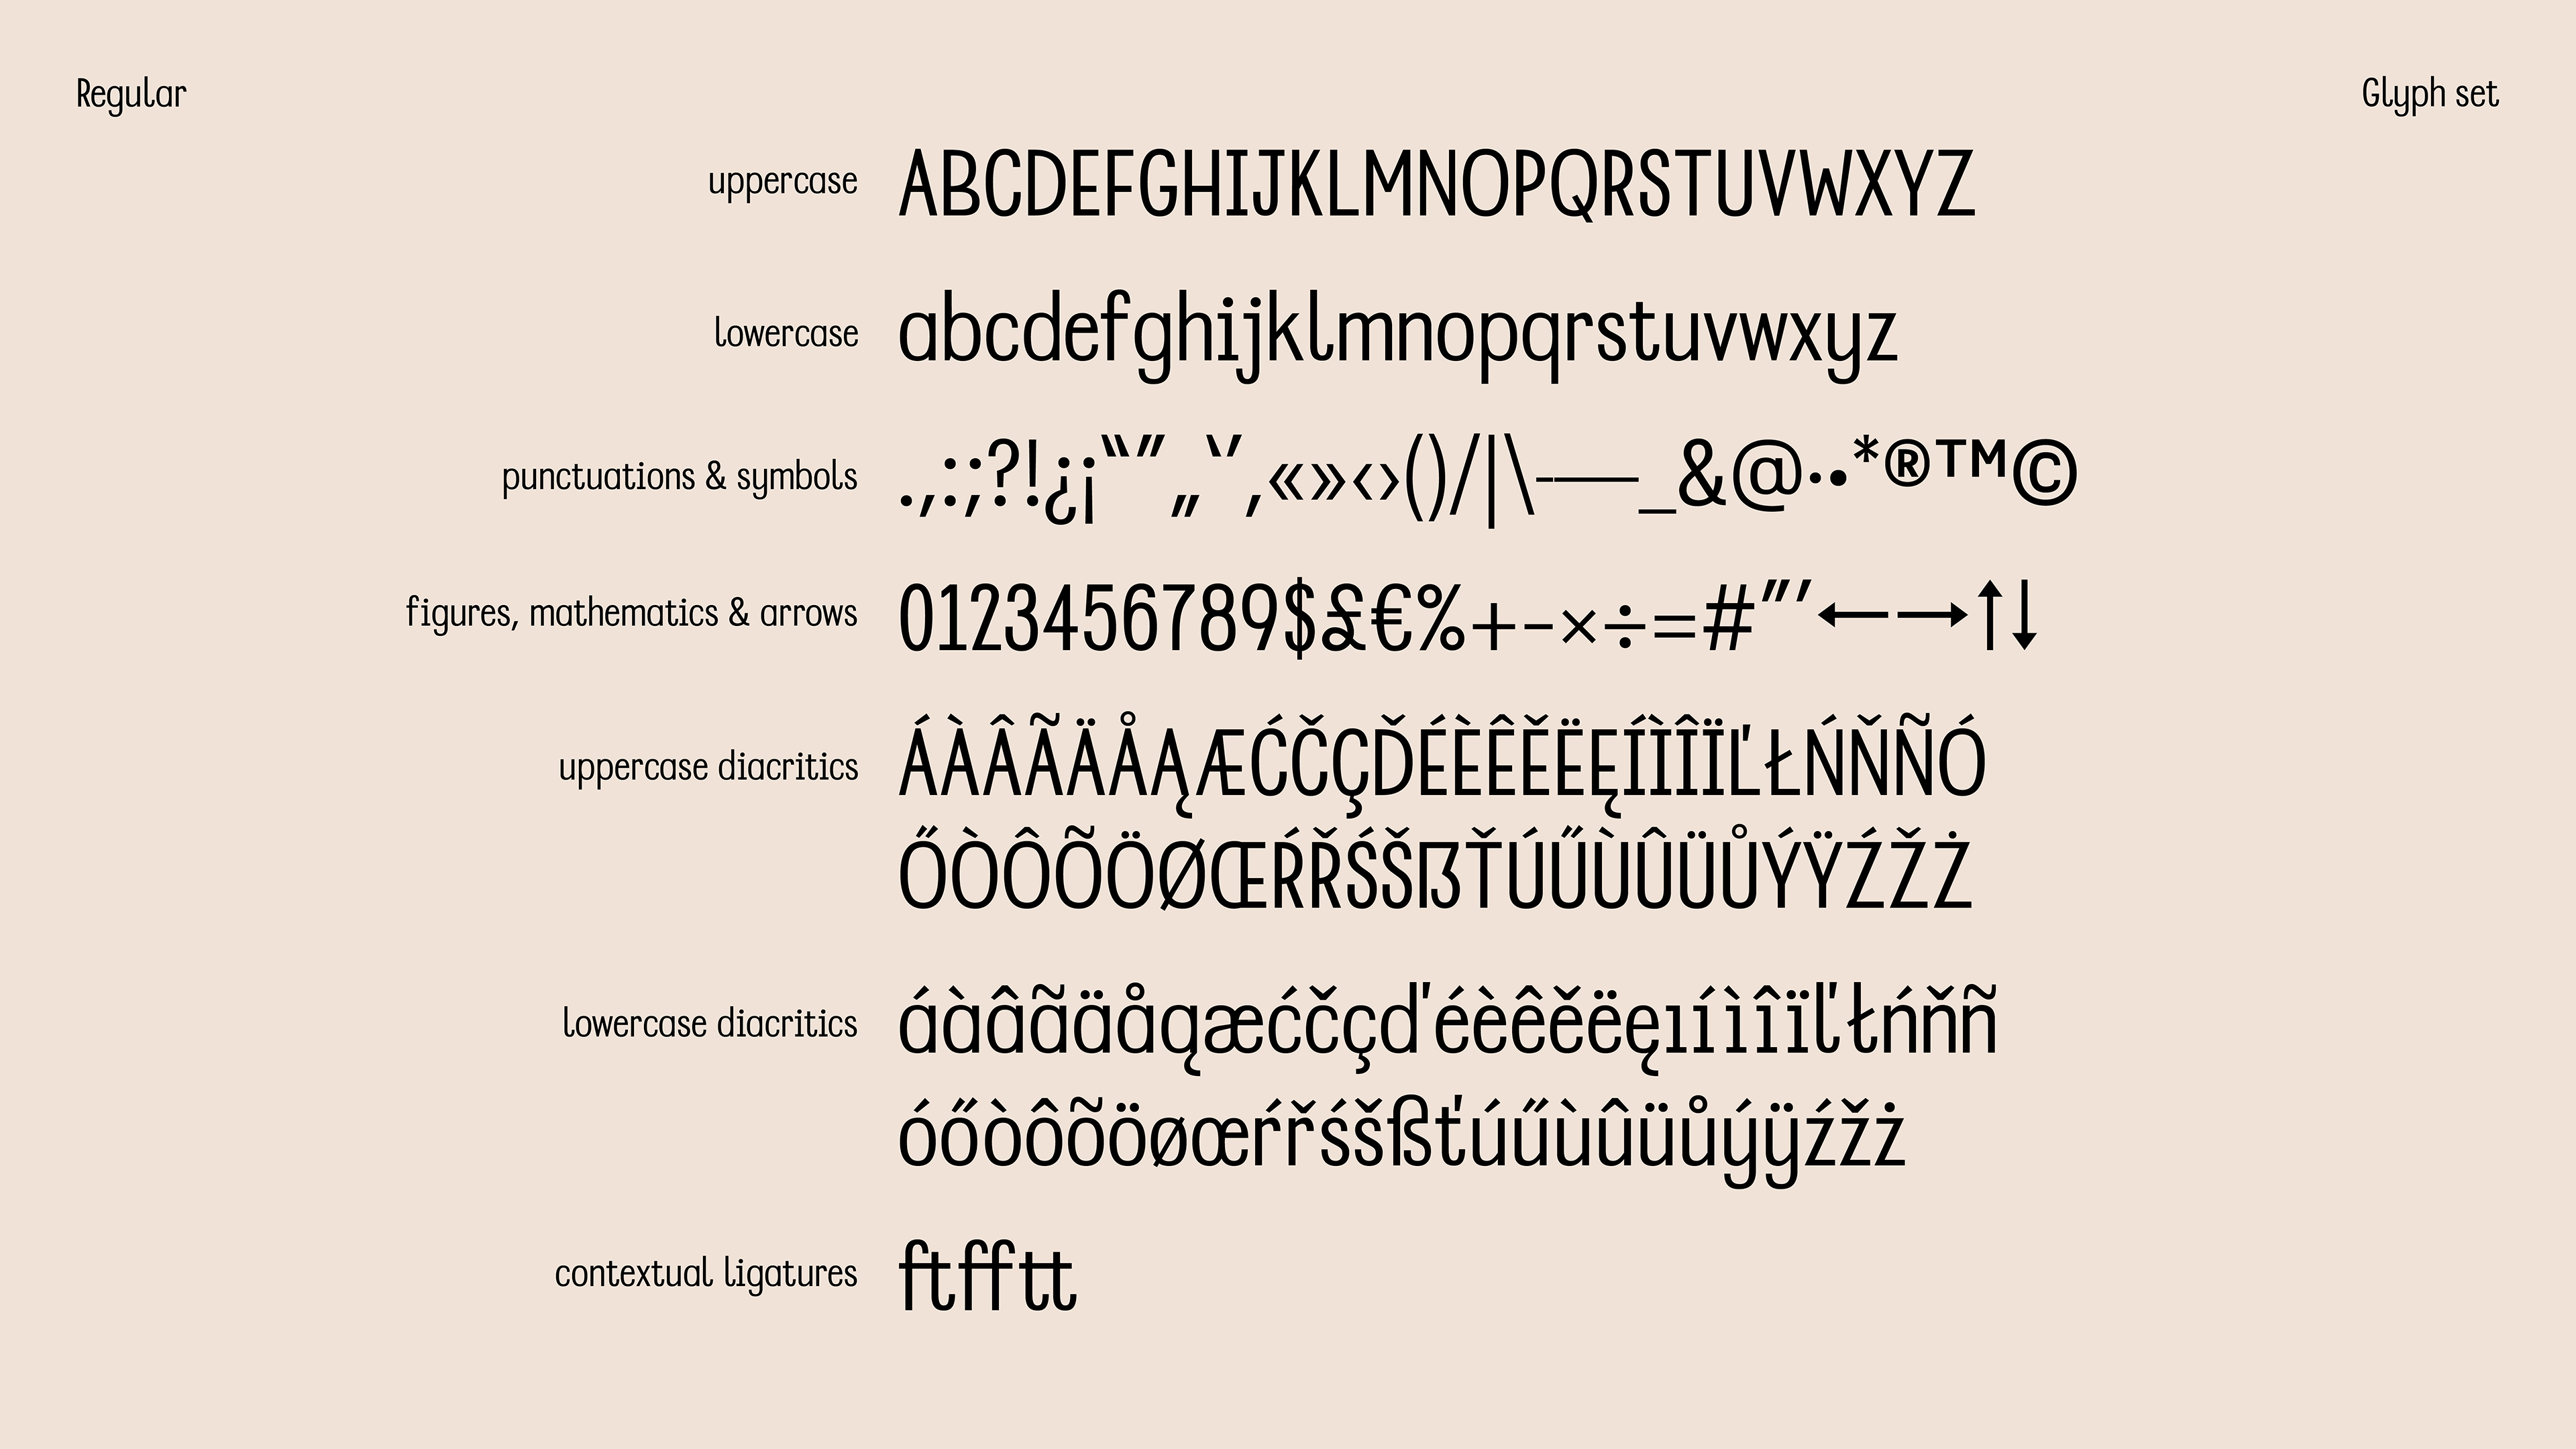 Regular
Glyph set
uppercase ABCDEFGHIJKLMNOPQRSTUVWXYZ
lowercase abcdefghijklmnopqrstuvwxyz
punctuations & symbols .,:;?!¿¡“”„‘’‚«»‹›()/|\-–—_&@·•*®™©
figures, mathematics & arrows 0123456789$£€%+−×÷=#″′←→↑↓
uppercase diacritics ÁÀÂÃÄÅĄÆĆČÇĎÉÈÊĚËĘÍÌÎÏĽŁŃŇÑÓ
ŐÒÔÕÖØŒŔŘŚŠẞŤÚŰÙÛÜŮÝŸŹŽŻ
lowercase diacritics áàâãäåąæćčçďéèêěëęıíìîïľłńňñ
óőòôõöøœŕřśšßťúűùûüůýÿźžż
contextual ligatures ftfftt